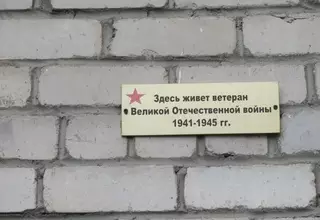 Здесь живет ветеран
Великой Отечественной войны
1941-1945 гг.